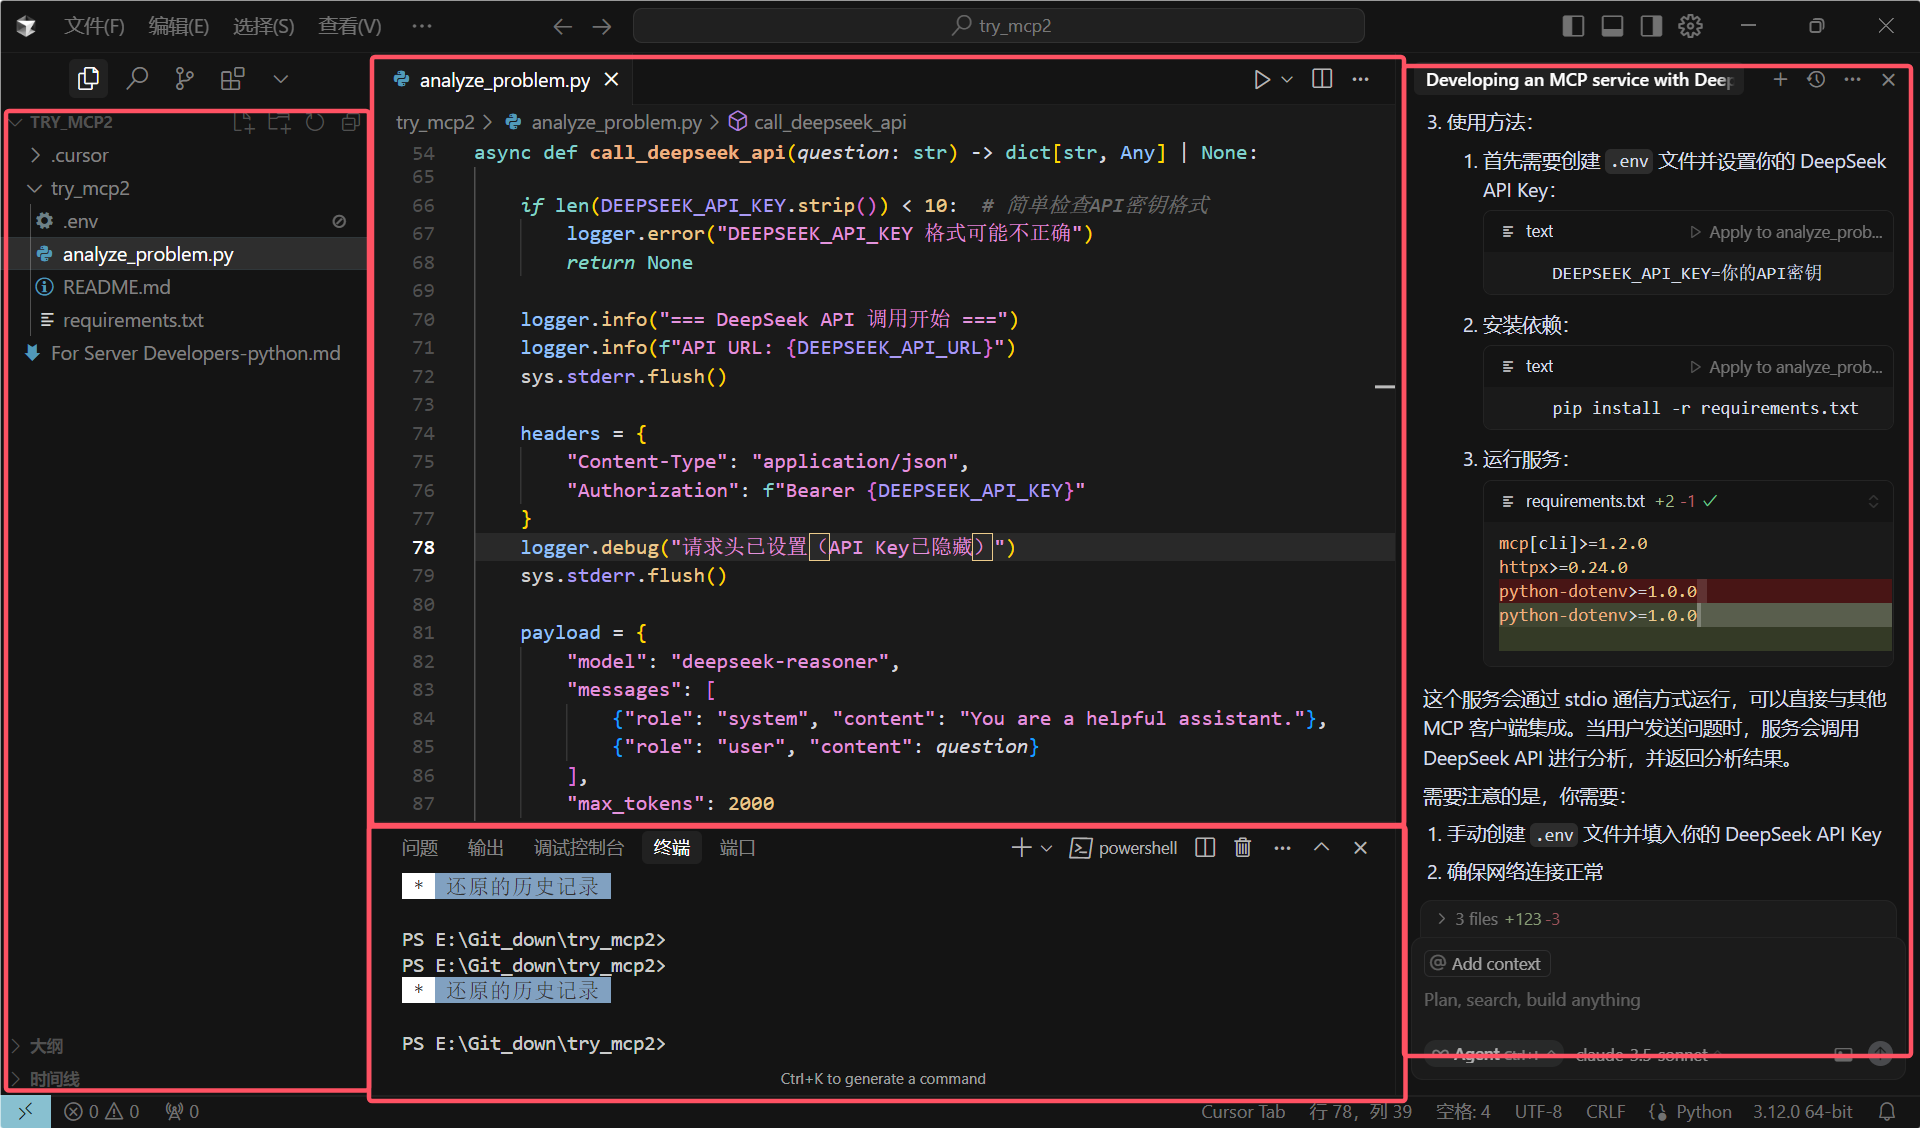 文件(F) 编辑(E) 选择(S) 查看(V) ··· try_mcp2
TRY_MCP2
.cursor
try_mcp2
.env
analyze_problem.py
README.md
requirements.txt
For Server Developers-python.md
大纲
时间线
analyze_problem.py
try_mcp2 > analyze_problem.py > call_deepseek_api
54 async def call_deepseek_api(question: str) -> dict[str, Any] | None:
65
66 if len(DEEPSEEK_API_KEY.strip()) < 10:  # 简单检查API密钥格式
67 logger.error("DEEPSEEK_API_KEY 格式可能不正确")
68 return None
69
70 logger.info("=== DeepSeek API 调用开始 ===")
71 logger.info(f"API URL: {DEEPSEEK_API_URL}")
72 sys.stderr.flush()
73
74 headers = {
75 "Content-Type": "application/json",
76 "Authorization": f"Bearer {DEEPSEEK_API_KEY}"
77 }
78 logger.debug("请求头已设置（API Key已隐藏）")
79 sys.stderr.flush()
80
81 payload = {
82 "model": "deepseek-reasoner",
83 "messages": [
84 {"role": "system", "content": "You are a helpful assistant."},
85 {"role": "user", "content": question}
86 ],
87 "max_tokens": 2000
问题 输出 调试控制台 终端 端口 powershell
* 还原的历史记录
PS E:\Git_down\try_mcp2>
PS E:\Git_down\try_mcp2>
* 还原的历史记录
PS E:\Git_down\try_mcp2>
Ctrl+K to generate a command
Developing an MCP service with Deep
3. 使用方法：
1. 首先需要创建 .env 文件并设置你的 DeepSeek
API Key：
text Apply to analyze_prob...
DEEPSEEK_API_KEY=你的API密钥
2. 安装依赖：
text Apply to analyze_prob...
pip install -r requirements.txt
3. 运行服务：
requirements.txt +2 -1
mcp[cli]>=1.2.0
httpx>=0.24.0
python-dotenv>=1.0.0
python-dotenv>=1.0.0
这个服务会通过 stdio 通信方式运行，可以直接与其他
MCP 客户端集成。当用户发送问题时，服务会调用
DeepSeek API 进行分析，并返回分析结果。
需要注意的是，你需要：
1. 手动创建 .env 文件并填入你的 DeepSeek API Key
2. 确保网络连接正常
3 files +123 -3
@ Add context
Plan, search, build anything
Agent Ctrl+I claude-3.5-sonnet
0 0 0 Cursor Tab 行 78，列 39 空格: 4 UTF-8 CRLF Python 3.12.0 64-bit